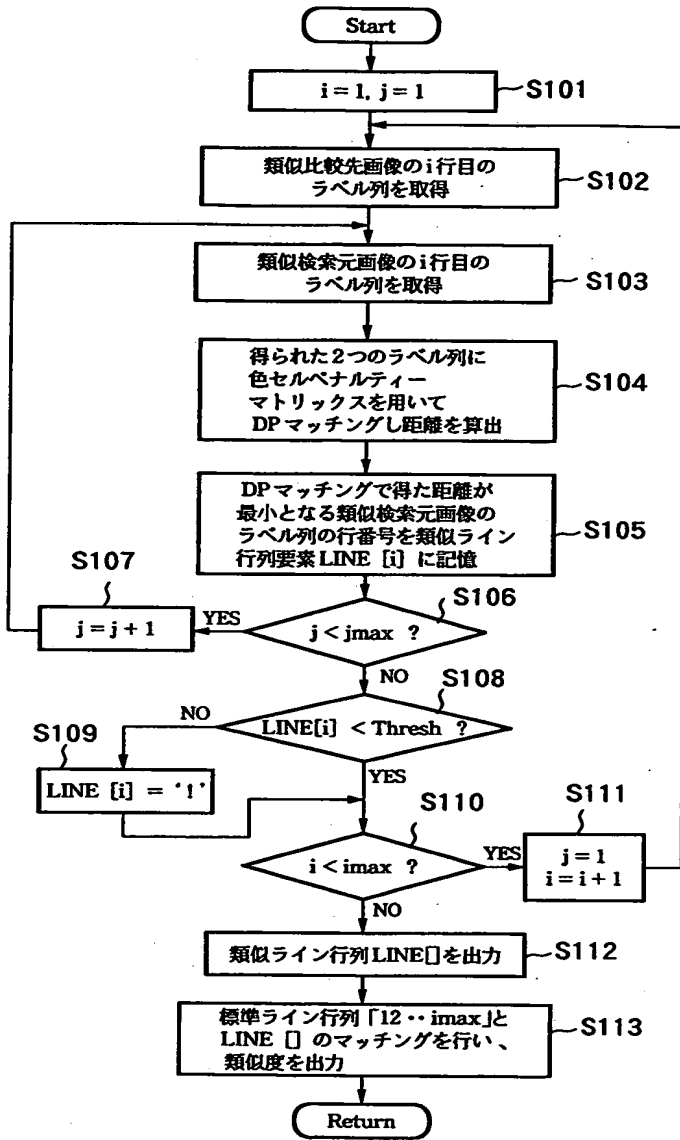 Start
i=1, j=1
S101
類似比較先画像のi行目の
ラベル列を取得
S102
類似検索元画像のi行目の
ラベル列を取得
S103
得られた2つのラベル列に
色セルペナルティー
マトリックスを用いて
DPマッチングし距離を算出
S104
DPマッチングで得た距離が
最小となる類似検索元画像の
ラベル列の行番号を類似ライン
行列要素LINE [i] に記憶
S105
S107
j=j+1
YES
j<jmax ?
S106
NO
S108
NO
LINE[i] <Thresh ?
S109
LINE [i] = '!'
YES
S110
i<imax ?
YES
S111
j=1
i=i+1
NO
類似ライン行列LINE[]を出力
S112
標準ライン行列「12・・imax」と
LINE [] のマッチングを行い、
類似度を出力
S113
Return